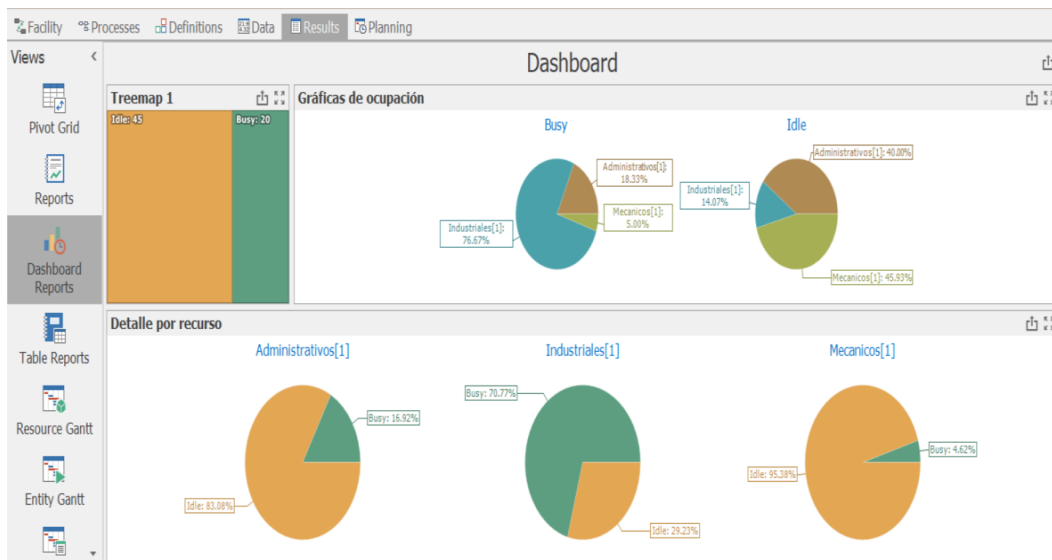 Facility Processes Definitions Data Results Planning
Views
Dashboard
Pivot Grid
Reports
Dashboard
Reports
Table Reports
Resource Gantt
Entity Gantt
Treemap 1
Idle: 45
Busy: 20
Gráficas de ocupación
Busy
Administrativos[1]:
18.33%
Mecanicos[1]:
5.00%
Industriales[1]:
76.67%
Idle
Administrativos[1]: 40.00%
Industriales[1]:
14.07%
Mecanicos[1]: 45.93%
Detalle por recurso
Administrativos[1]
Busy: 16.92%
Idle: 83.08%
Industriales[1]
Busy: 70.77%
Idle: 29.23%
Mecanicos[1]
Busy: 4.62%
Idle: 95.38%